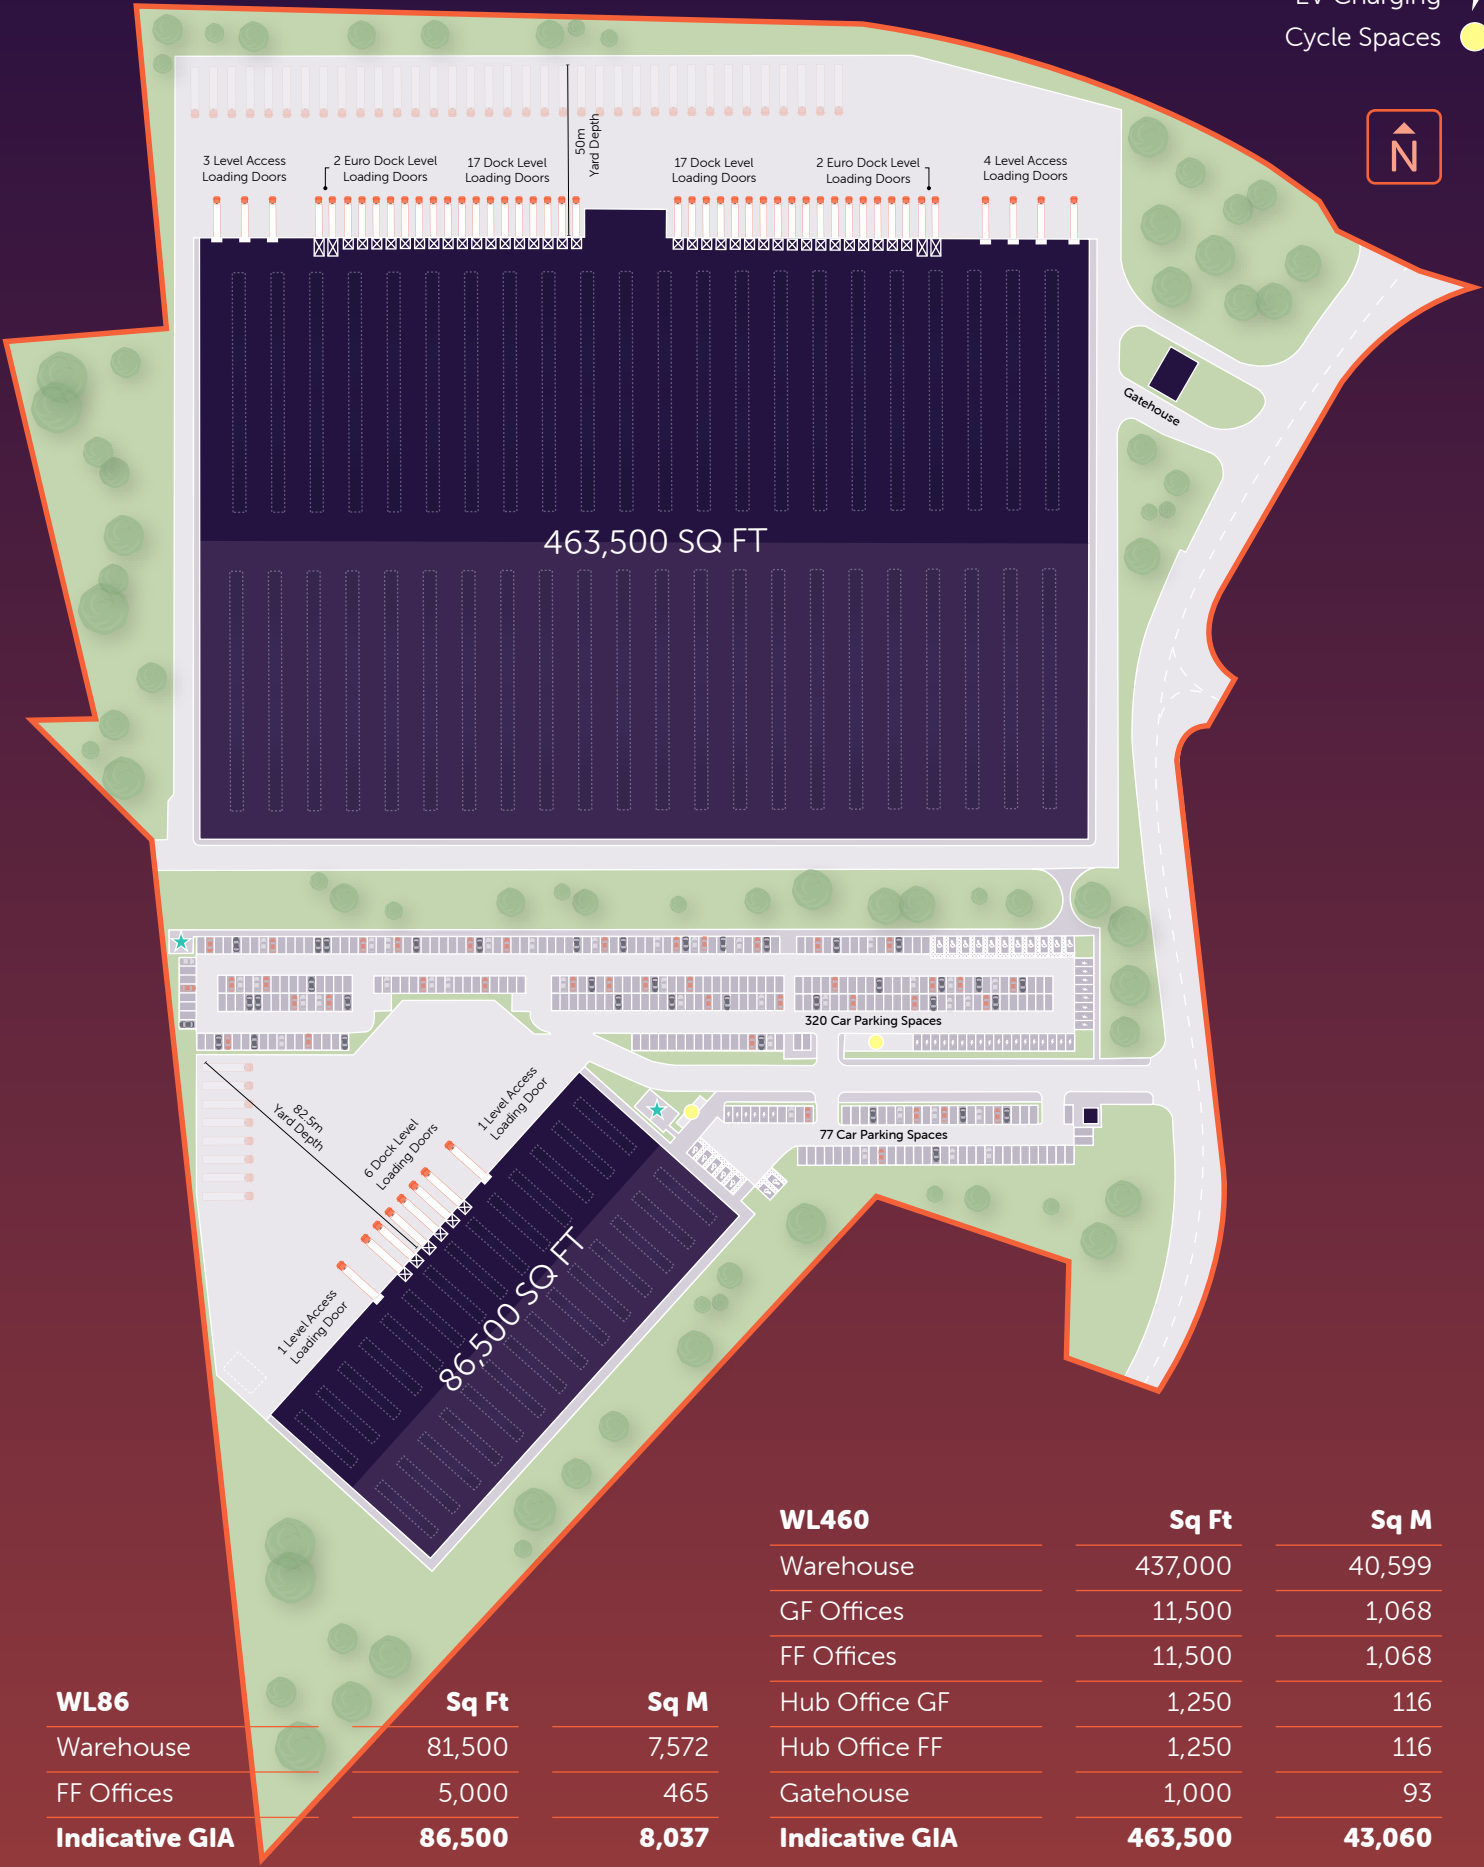 EV Charging
Cycle Spaces
N
50m
Yard Depth
3 Level Access
Loading Doors
2 Euro Dock Level
Loading Doors
17 Dock Level
Loading Doors
17 Dock Level
Loading Doors
2 Euro Dock Level
Loading Doors
4 Level Access
Loading Doors
Gatehouse
463,500 SQ FT
320 Car Parking Spaces
77 Car Parking Spaces
82.5m
Yard Depth
1 Level Access
Loading Door
6 Dock Level
Loading Doors
1 Level Access
Loading Door
86,500 SQ FT
WL460 Sq Ft Sq M
Warehouse 437,000 40,599
GF Offices 11,500 1,068
FF Offices 11,500 1,068
Hub Office GF 1,250 116
Hub Office FF 1,250 116
Gatehouse 1,000 93
Indicative GIA 463,500 43,060
WL86 Sq Ft Sq M
Warehouse 81,500 7,572
FF Offices 5,000 465
Indicative GIA 86,500 8,037